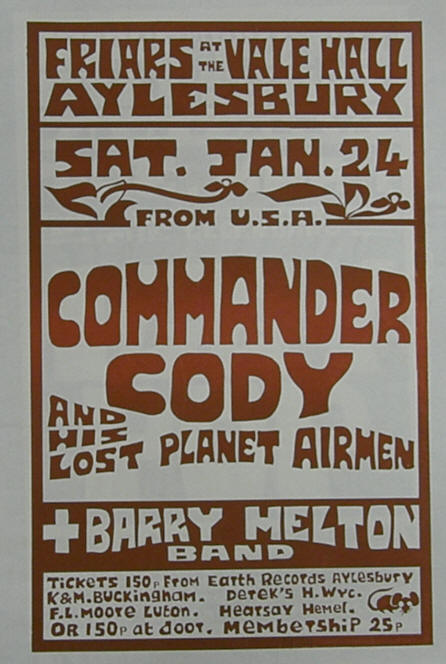 FRIARS AT THE VALE HALL
AYLESBURY
SAT. JAN. 24
FROM U.S.A.
COMMANDER
CODY
AND HIS
LOST PLANET AIRMEN
+ BARRY MELTON
BAND
TICKETS 150P FROM EARTH RECORDS AYLESBURY
K&M.BUCKINGHAM. DEREK'S H.WYC.
F.L.MOORE LUTON. HEARSAY HEMEL.
OR 150P at door. MEMBERSHIP 25P